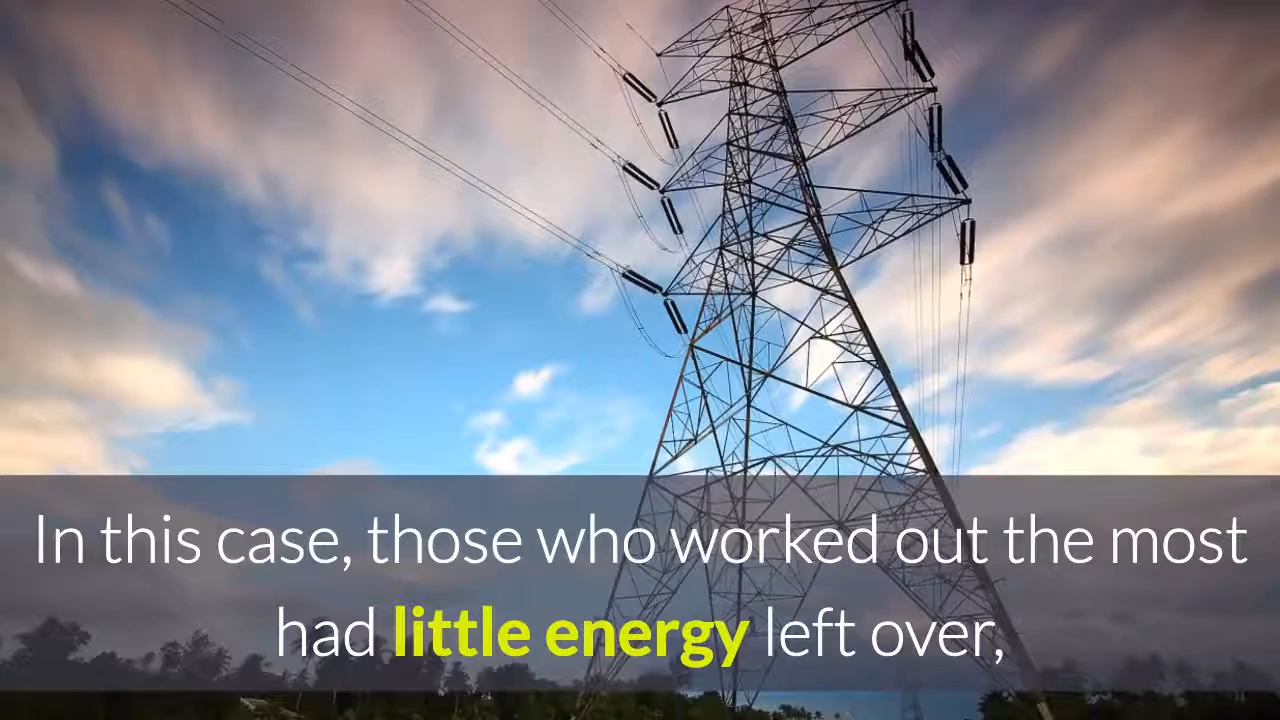 In this case, those who worked out the most
had little energy left over,